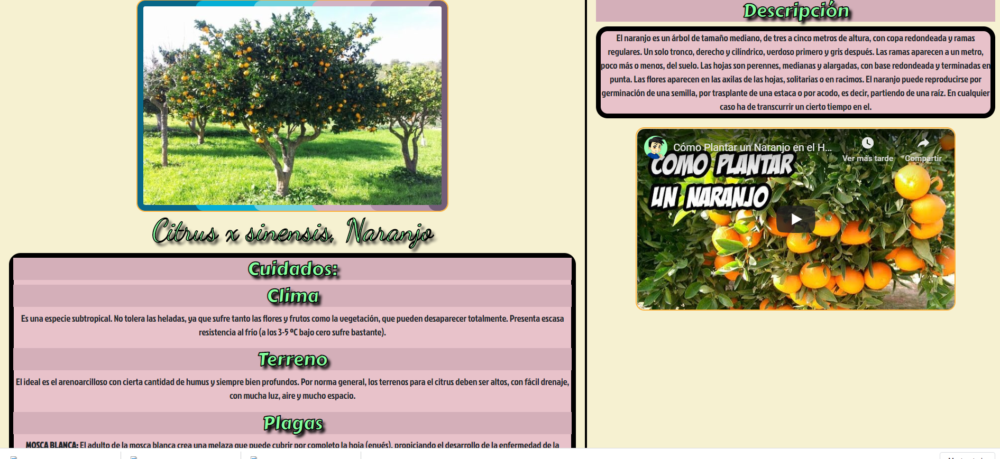 Citrus x sinensis, Naranjo
Cuidados:
Clima
Es una especie subtropical. No tolera las heladas, ya que sufre tanto las flores y frutos como la vegetación, que pueden desaparecer totalmente. Presenta escasa
resistencia al frío (a los 3-5 ºC bajo cero sufre bastante).
Terreno
El ideal es el arenoarcilloso con cierta cantidad de humus y siempre bien profundos. Por norma general, los terrenos para el citrus deben ser altos, con fácil drenaje,
con mucha luz, aire y mucho espacio.
Plagas
MOSCA BLANCA: El adulto de la mosca blanca crea una melaza que puede cubrir por completo la hoja (envés), propiciando el desarrollo de la enfermedad de la
Descripción
El naranjo es un árbol de tamaño mediano, de tres a cinco metros de altura, con copa redondeada y ramas
regulares. Un solo tronco, derecho y cilíndrico, verdoso primero y gris después. Las ramas aparecen a un metro,
poco más o menos, del suelo. Las hojas son perennes, medianas y alargadas, con base redondeada y terminadas en
punta. Las flores aparecen en las axilas de las hojas, solitarias o en racimos. El naranjo puede reproducirse por
germinación de una semilla, por trasplante de una estaca o por acodo, es decir, partiendo de una raíz. En cualquier
caso ha de transcurrir un cierto tiempo en el.
Cómo Plantar un Naranjo en el H...
Ver más tarde
Compartir
COMO PLANTAR
UN NARANJO